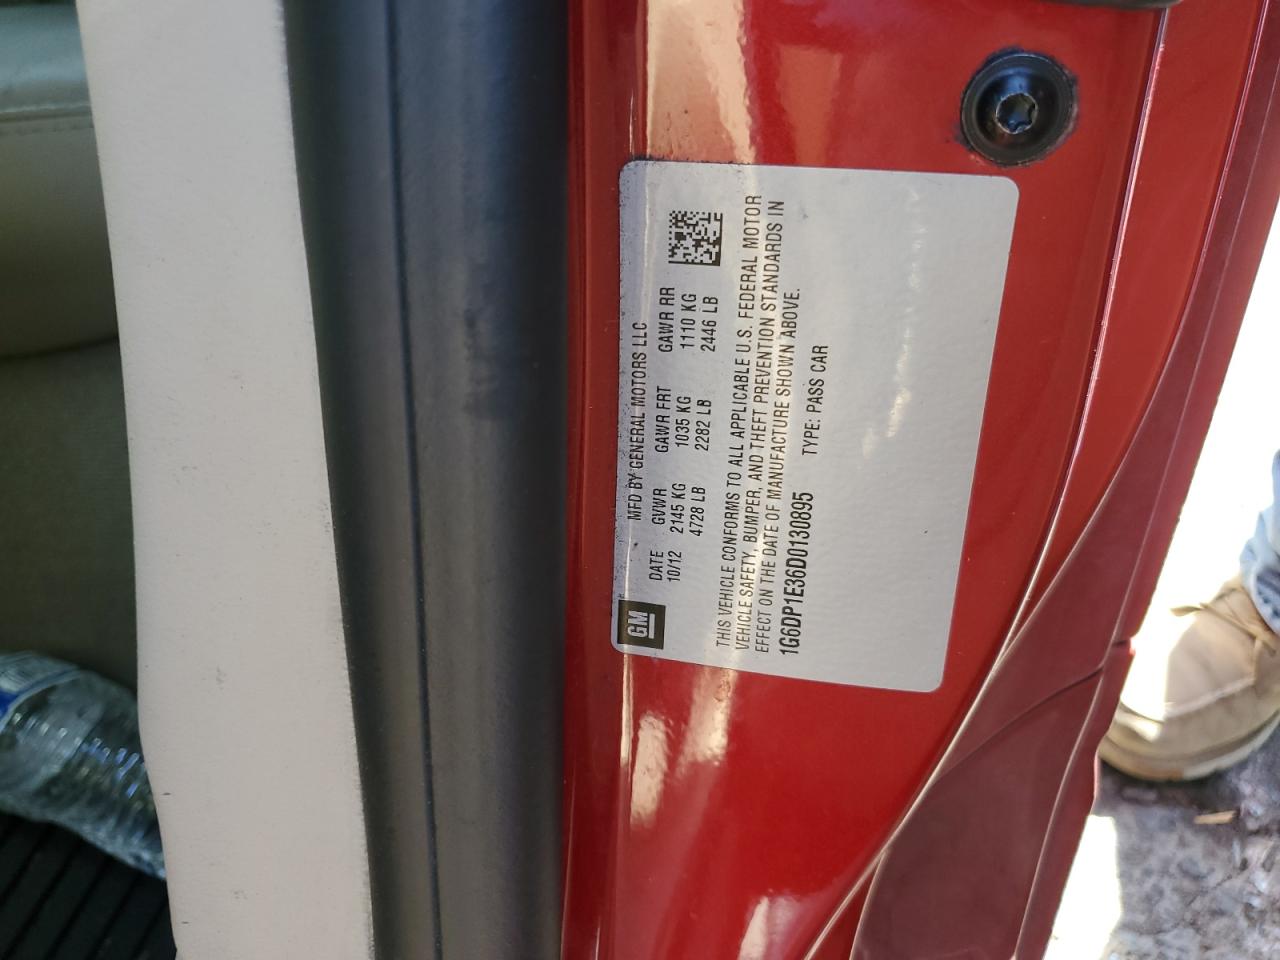 GM
MFD BY GENERAL MOTORS LLC
DATE GVWR GAWR FRT GAWR RR
10/12 2145 KG 1035 KG 1110 KG
4728 LB 2282 LB 2446 LB
THIS VEHICLE CONFORMS TO ALL APPLICABLE U.S. FEDERAL MOTOR
VEHICLE SAFETY, BUMPER, AND THEFT PREVENTION STANDARDS IN
EFFECT ON THE DATE OF MANUFACTURE SHOWN ABOVE.
1G6DP1E36D0130895 TYPE: PASS CAR